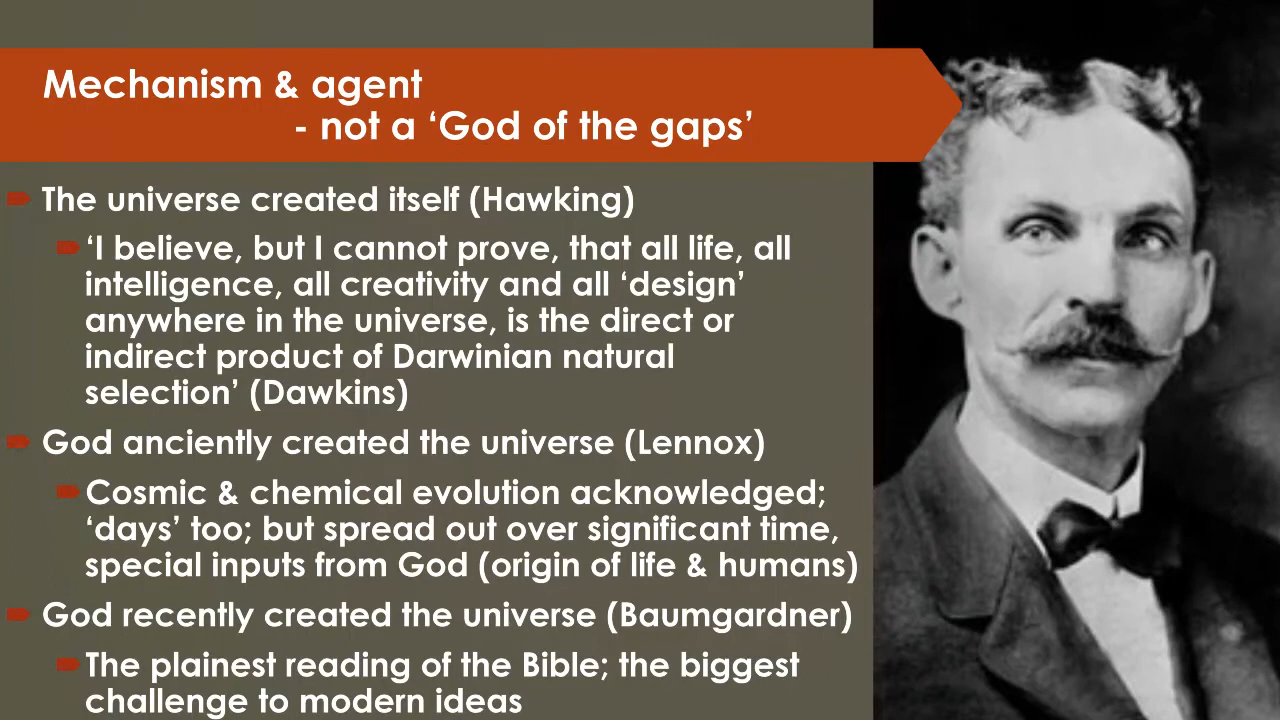 Mechanism & agent
- not a ‘God of the gaps’
The universe created itself (Hawking)
‘I believe, but I cannot prove, that all life, all
intelligence, all creativity and all ‘design’
anywhere in the universe, is the direct or
indirect product of Darwinian natural
selection’ (Dawkins)
God anciently created the universe (Lennox)
Cosmic & chemical evolution acknowledged;
‘days’ too; but spread out over significant time,
special inputs from God (origin of life & humans)
God recently created the universe (Baumgardner)
The plainest reading of the Bible; the biggest
challenge to modern ideas